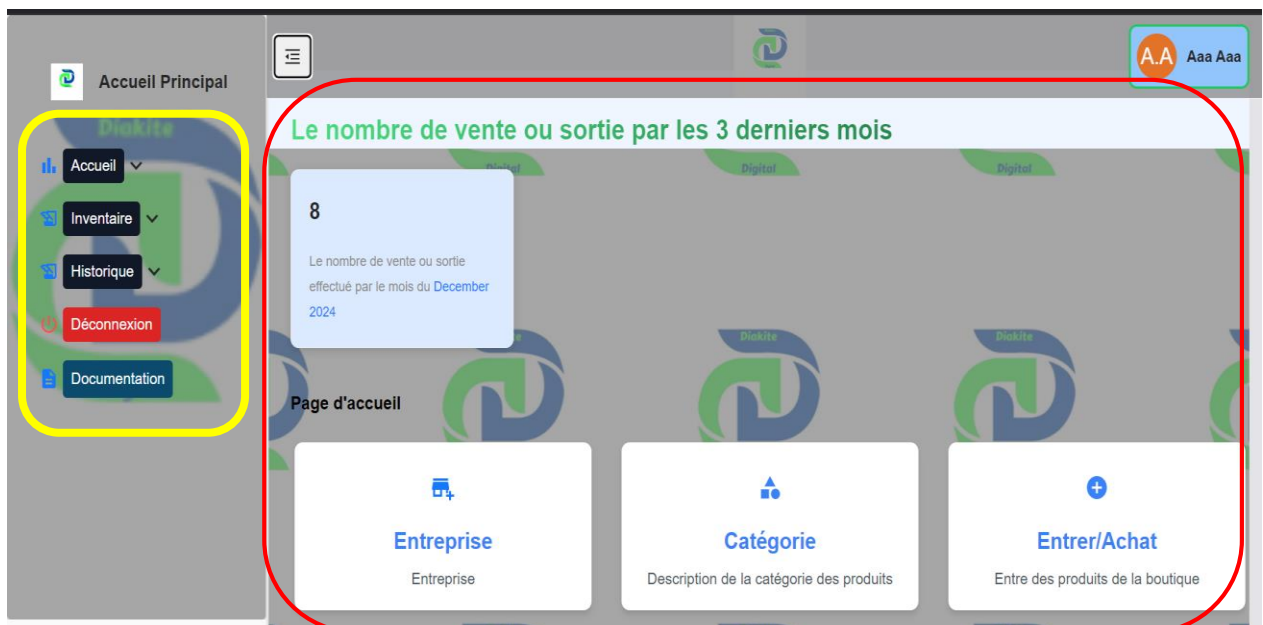 Accueil Principal
A.A Aaa Aaa
Diakite
Accueil
Inventaire
Historique
Déconnexion
Documentation
Le nombre de vente ou sortie par les 3 derniers mois
Digital
Digital
Digital
8
Le nombre de vente ou sortie
effectué par le mois du December
2024
Diakite
Diakite
Page d'accueil
Entreprise
Entreprise
Catégorie
Description de la catégorie des produits
Entrer/Achat
Entre des produits de la boutique